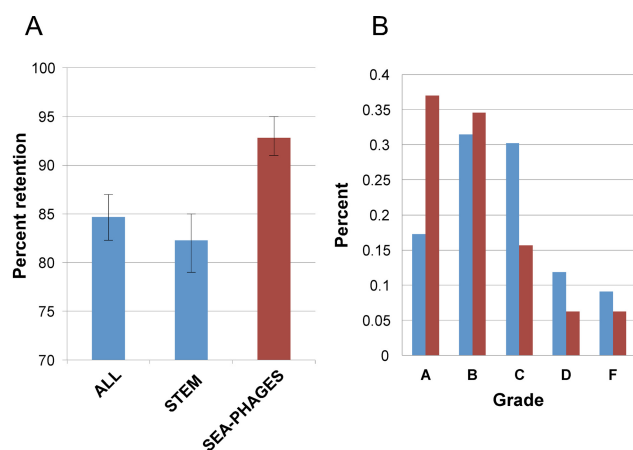 A
Percent retention
100
95
90
85
80
75
70
ALL
STEM
SEA-PHAGES
B
Percent
0.4
0.35
0.3
0.25
0.2
0.15
0.1
0.05
0
A
B
C
D
F
Grade